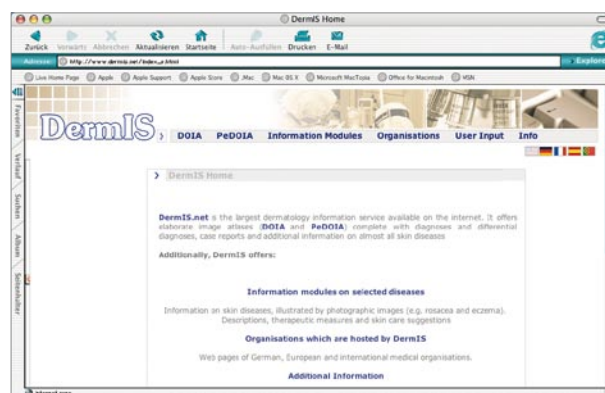 DermIS Home
Zurück Vorwärts Abbrechen Aktualisieren Startseite Auto-Ausfüllen Drucken E-Mail
Adresse: http://www.dermis.net/index_e.html
Live Home Page Apple Apple Support Apple Store .Mac Mac OS X Microsoft MacTopia Office for Macintosh MSN
Favoriten
Verlauf
Suchen
Album
Seitenhalter
DermIS DOIA PeDOIA Information Modules Organisations User Input Info
DermIS Home
DermIS.net is the largest dermatology information service available on the internet. It offers
elaborate image atlases (DOIA and PeDOIA) complete with diagnoses and differential
diagnoses, case reports and additional information on almost all skin diseases
Additionally, DermIS offers:
Information modules on selected diseases
Information on skin diseases, illustrated by photographic images (e.g. rosacea and eczema).
Descriptions, therapeutic measures and skin care suggestions
Organisations which are hosted by DermIS
Web pages of German, European and international medical organisations.
Additional Information